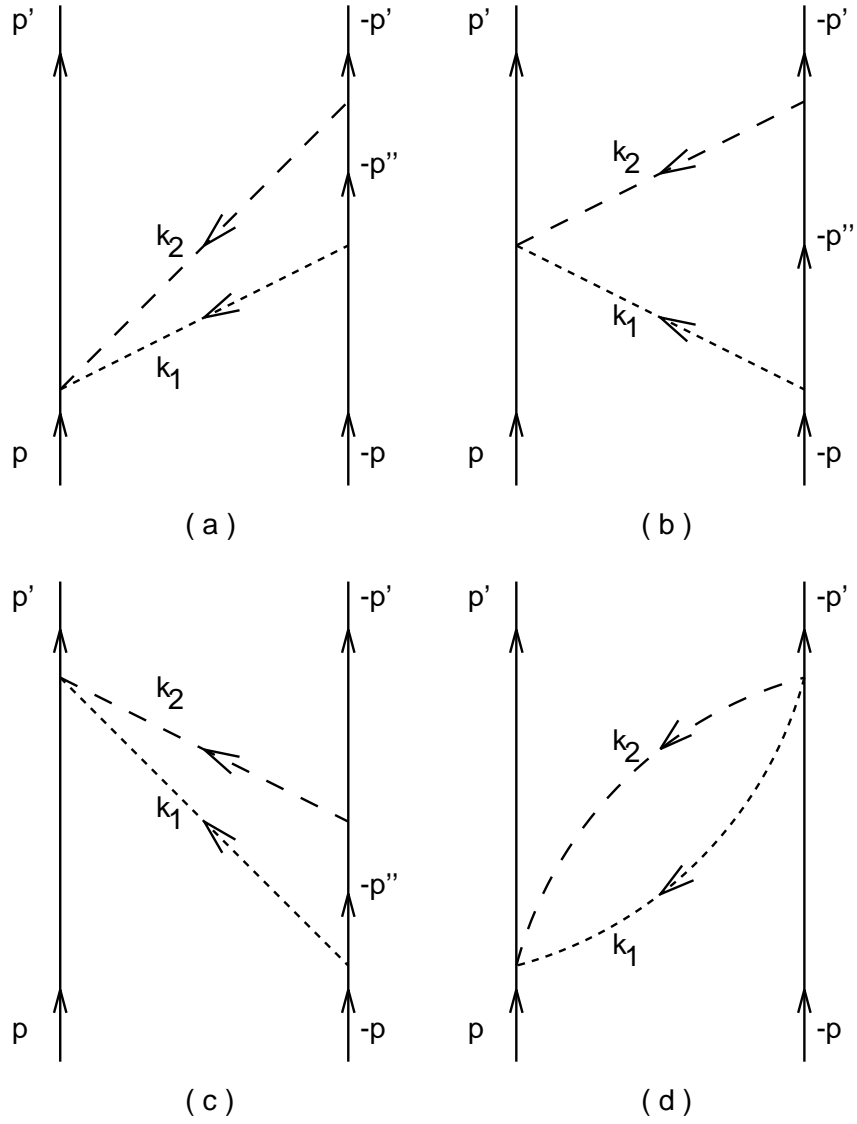 p' -p' p' -p'
-p''
k2 k2
-p''
k1 k1
p -p p -p
( a ) ( b )
p' -p' p' -p'
k2 k2
k1
-p''
k1
p -p p -p
( c ) ( d )